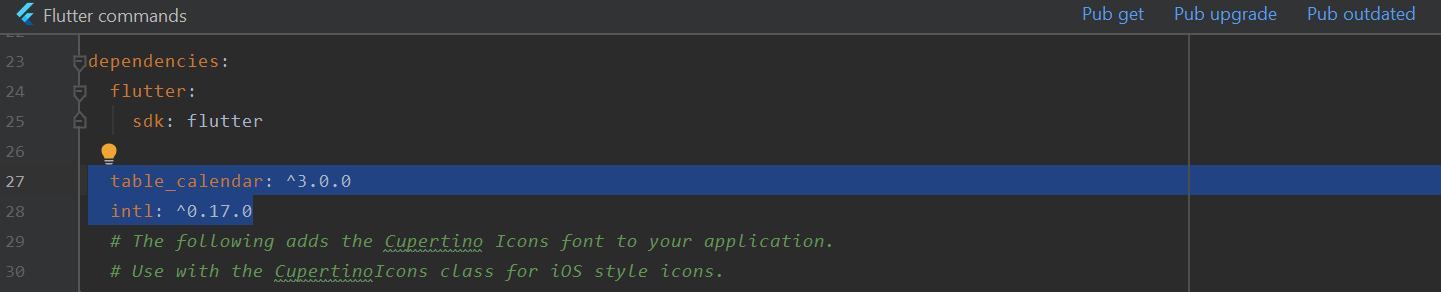 Flutter commands Pub get Pub upgrade Pub outdated
23 dependencies:
24 flutter:
25 sdk: flutter
26
27 table_calendar: ^3.0.0
28 intl: ^0.17.0
29 # The following adds the Cupertino Icons font to your application.
30 # Use with the CupertinoIcons class for iOS style icons.